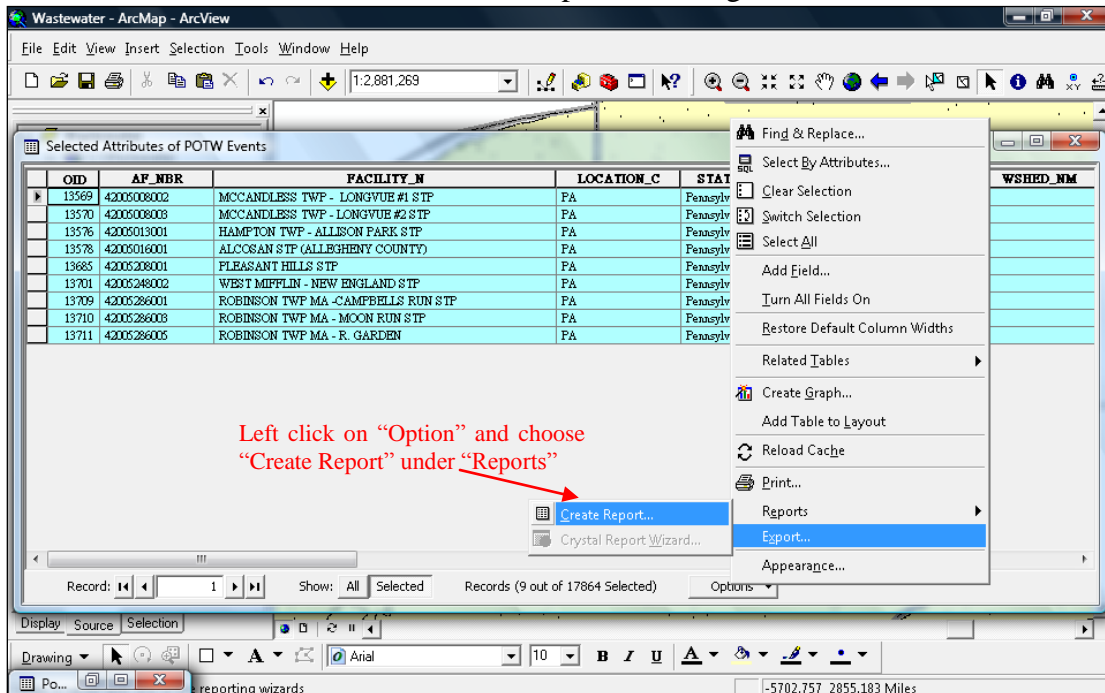 Wastewater - ArcMap - ArcView
File Edit View Insert Selection Tools Window Help
1:2,881,269
Selected Attributes of POTW Events
OID AF_NBR FACILITY_N LOCATION_C STAT WSHED_NM
13569 42005008002 MCCANDLESS TWP - LONGVUE #1 STP PA Pennsylv
13570 42005008003 MCCANDLESS TWP - LONGVUE #2 STP PA Pennsylv
13576 42005013001 HAMPTON TWP - ALLISON PARK STP PA Pennsylv
13578 42005016001 ALCOSAN STP (ALLEGHENY COUNTY) PA Pennsylv
13685 42005208001 PLEASANT HILLS STP PA Pennsylv
13701 42005248002 WEST MIFFLIN - NEW ENGLAND STP PA Pennsylv
13709 42005286001 ROBINSON TWP MA -CAMPBELLS RUN STP PA Pennsylv
13710 42005286003 ROBINSON TWP MA - MOON RUN STP PA Pennsylv
13711 42005286005 ROBINSON TWP MA - R. GARDEN PA Pennsylv
Find & Replace...
SQL Select By Attributes...
Clear Selection
Switch Selection
Select All
Add Field...
Turn All Fields On
Restore Default Column Widths
Related Tables
Create Graph...
Add Table to Layout
Reload Cache
Print...
Reports
Export...
Appearance...
Left click on “Option” and choose
“Create Report” under “Reports”
Create Report...
Crystal Report Wizard...
Record: 1 Show: All Selected Records (9 out of 17864 Selected) Options
Display Source Selection
Drawing A Arial 10 B I U A
Po... reporting wizards -5702.757 2855.183 Miles